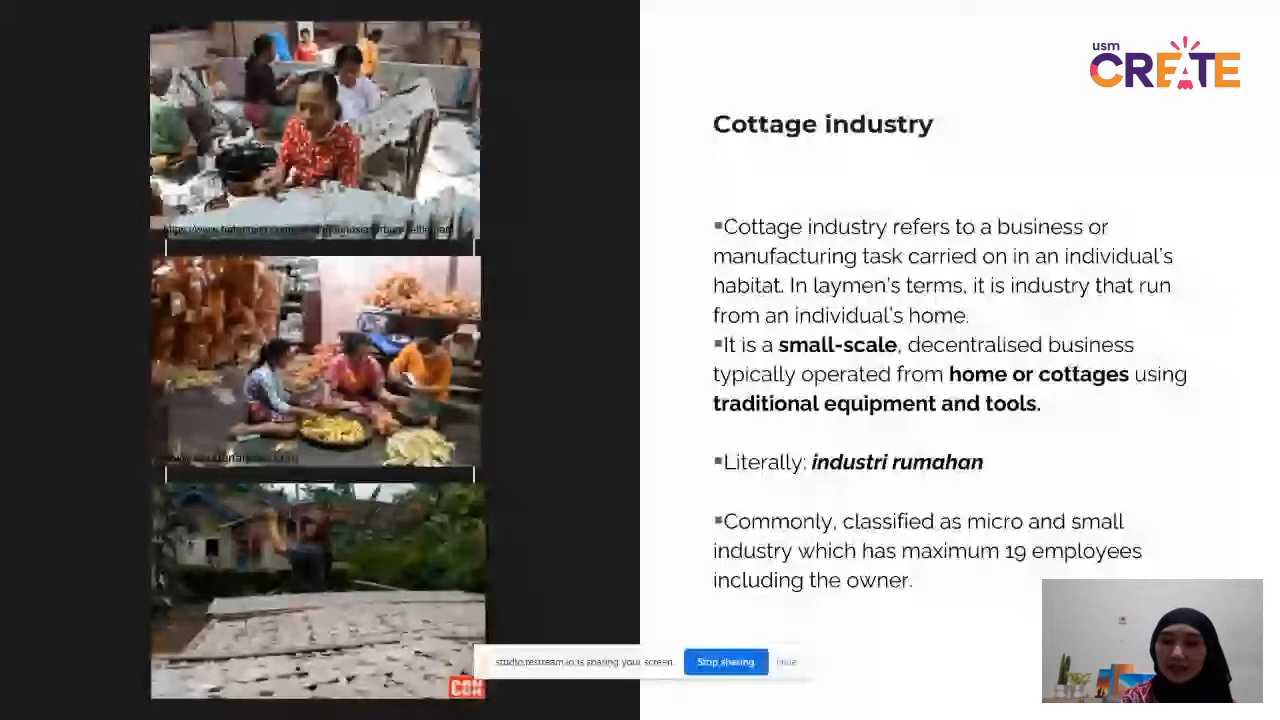 usm
CREATE
Cottage industry
▪Cottage industry refers to a business or
manufacturing task carried on in an individual's
habitat. In laymen's terms, it is industry that run
from an individual's home.
▪It is a small-scale, decentralised business
typically operated from home or cottages using
traditional equipment and tools.
▪Literally; industri rumahan
▪Commonly, classified as micro and small
industry which has maximum 19 employees
including the owner.
studio.restream.io is sharing your screen.
Stop sharing
Hide